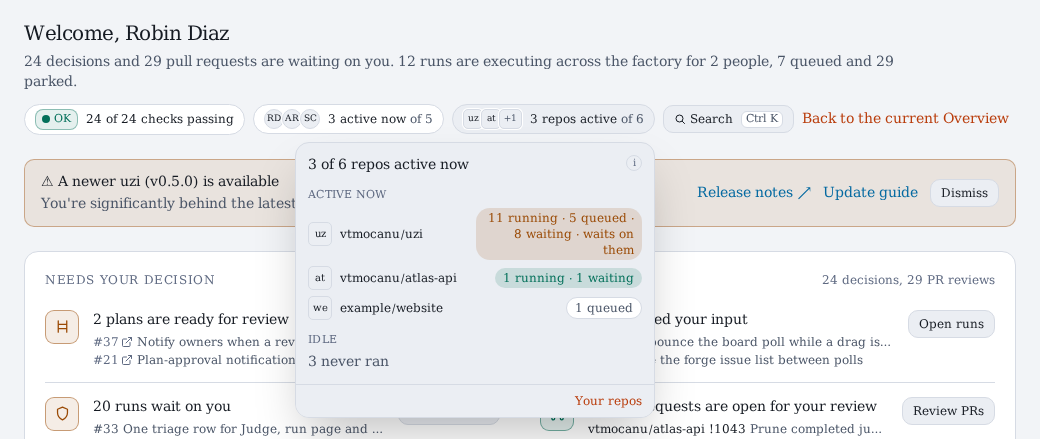 Welcome, Robin Diaz
24 decisions and 29 pull requests are waiting on you. 12 runs are executing across the factory for 2 people, 7 queued and 29
parked.
OK 24 of 24 checks passing
RD AR SC 3 active now of 5
uz at +1 3 repos active of 6
Search Ctrl K
Back to the current Overview
⚠ A newer uzi (v0.5.0) is available
You're significantly behind the latest
Release notes ↗ Update guide Dismiss
3 of 6 repos active now i
ACTIVE NOW
uz vtmocanu/uzi 11 running · 5 queued ·
8 waiting · waits on
them
at vtmocanu/atlas-api 1 running · 1 waiting
we example/website 1 queued
IDLE
3 never ran
Your repos
NEEDS YOUR DECISION 24 decisions, 29 PR reviews
2 plans are ready for review
#37 Notify owners when a rev
#21 Plan-approval notification
ed your input Open runs
bounce the board poll while a drag is...
the forge issue list between polls
20 runs wait on you
#33 One triage row for Judge, run page and ...
quests are open for your review Review PRs
vtmocanu/atlas-api !1043 Prune completed ju...